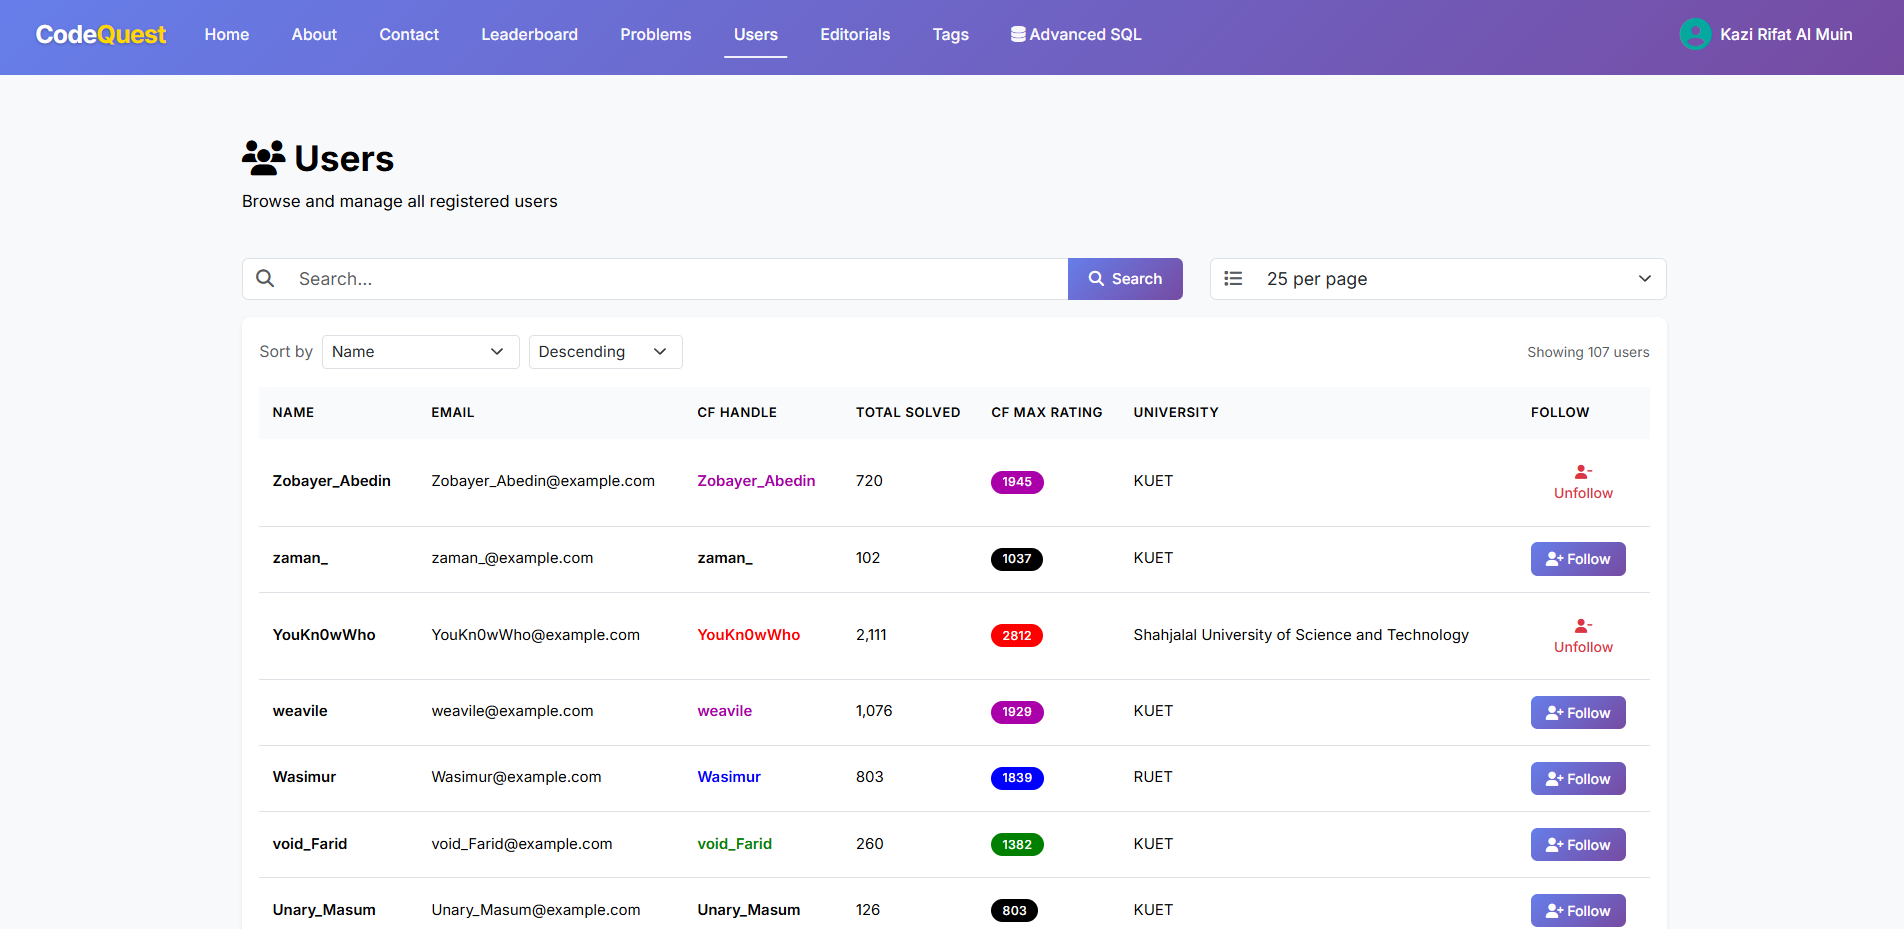 CodeQuest Home About Contact Leaderboard Problems Users Editorials Tags Advanced SQL Kazi Rifat Al Muin
Users
Browse and manage all registered users
Search... Search 25 per page
Sort by Name Descending Showing 107 users
NAME EMAIL CF HANDLE TOTAL SOLVED CF MAX RATING UNIVERSITY FOLLOW
Zobayer_Abedin Zobayer_Abedin@example.com Zobayer_Abedin 720 1945 KUET Unfollow
zaman_ zaman_@example.com zaman_ 102 1037 KUET Follow
YouKn0wWho YouKn0wWho@example.com YouKn0wWho 2,111 2812 Shahjalal University of Science and Technology Unfollow
weavile weavile@example.com weavile 1,076 1929 KUET Follow
Wasimur Wasimur@example.com Wasimur 803 1839 RUET Follow
void_Farid void_Farid@example.com void_Farid 260 1382 KUET Follow
Unary_Masum Unary_Masum@example.com Unary_Masum 126 803 KUET Follow